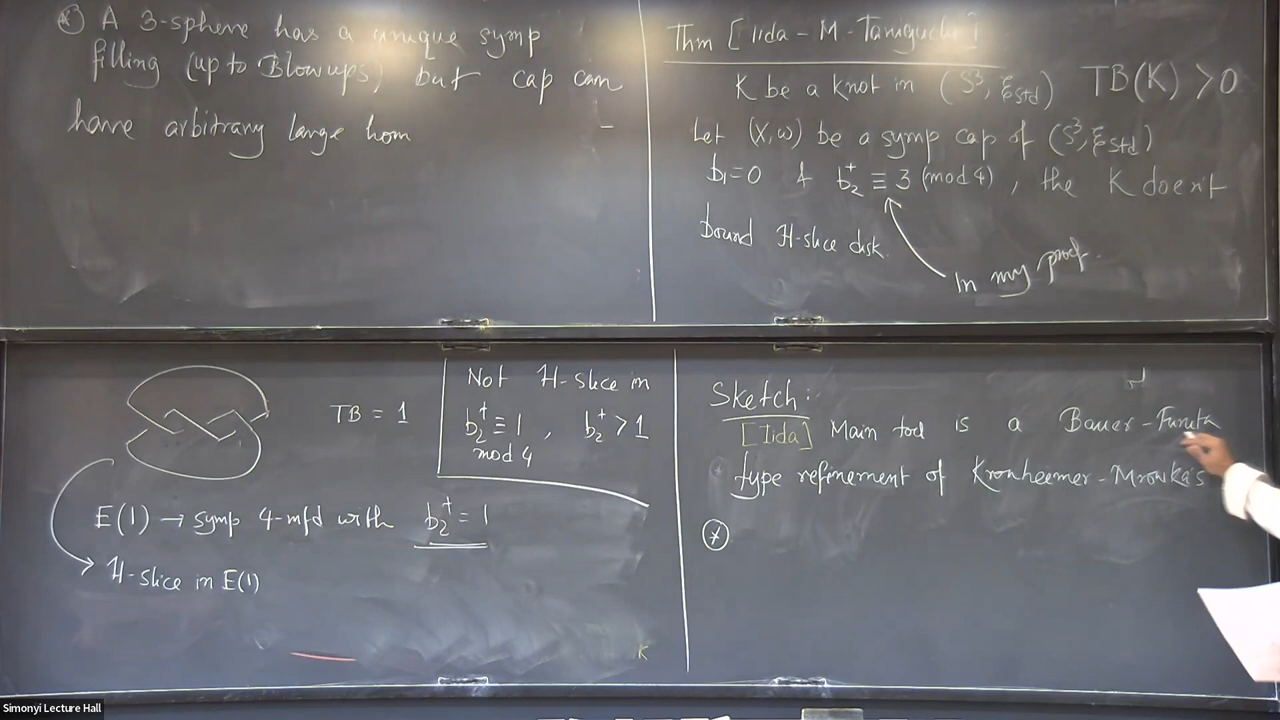 ⊛ A 3-sphere has a unique symp
filling (up to Blowups) but cap can
have arbitrary large hom
Thm [Iida - M - Taniguchi]
K be a knot in (S³, ξstd) TB(K) > 0
Let (X, ω) be a symp cap of (S³, ξstd)
b₁=0 & b₂⁺ ≡ 3 (mod 4), the K doesn't
bound H-slice disk.
In my proof.
TB = 1
Not H-slice in
b₂⁺ ≡ 1, b₂⁺ > 1
mod 4
E(1) → symp 4-mfd with b₂⁺ = 1
H-slice in E(1)
K
Sketch:
[Iida] Main tool is a Bauer-Furuta
type refinement of Kronheimer-Mrowka's
⊛
Simonyi Lecture Hall